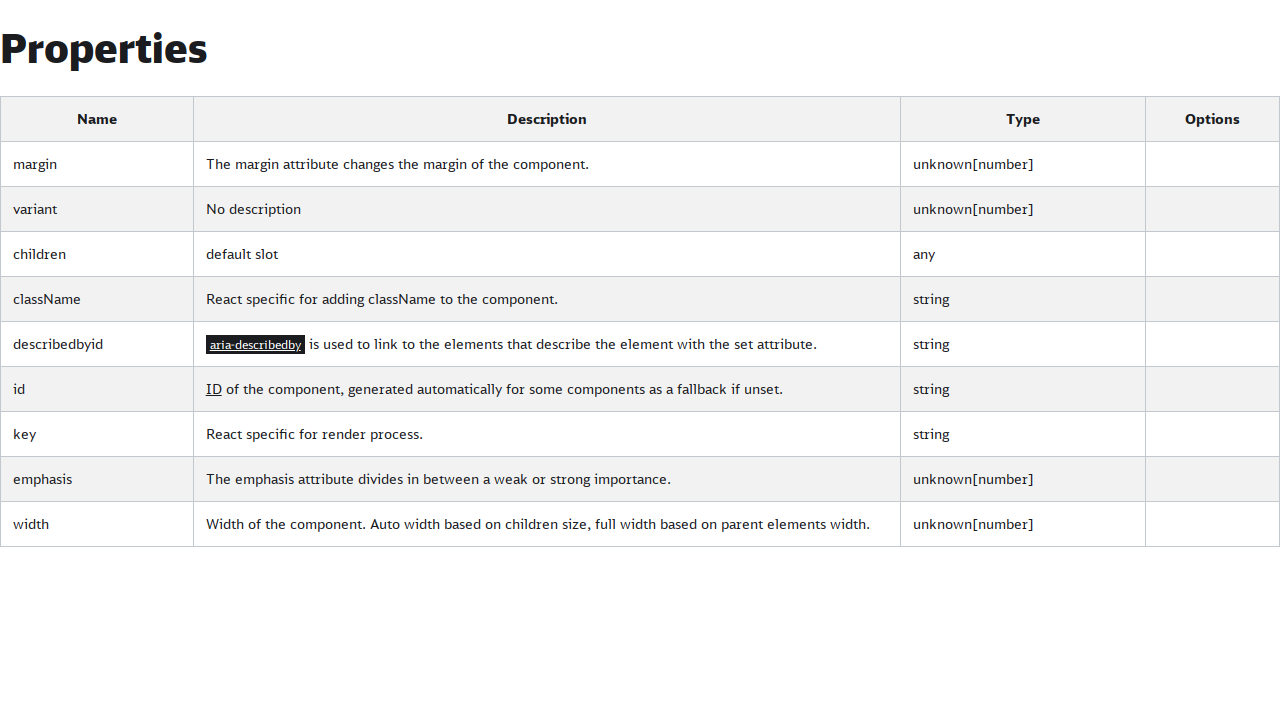 Properties
Name Description Type Options
margin The margin attribute changes the margin of the component. unknown[number]
variant No description unknown[number]
children default slot any
className React specific for adding className to the component. string
describedbyid aria-describedby is used to link to the elements that describe the element with the set attribute. string
id ID of the component, generated automatically for some components as a fallback if unset. string
key React specific for render process. string
emphasis The emphasis attribute divides in between a weak or strong importance. unknown[number]
width Width of the component. Auto width based on children size, full width based on parent elements width. unknown[number]